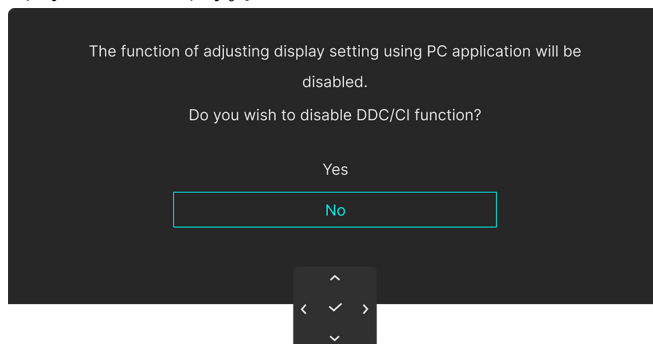 The function of adjusting display setting using PC application will be
disabled.
Do you wish to disable DDC/CI function?
Yes
No